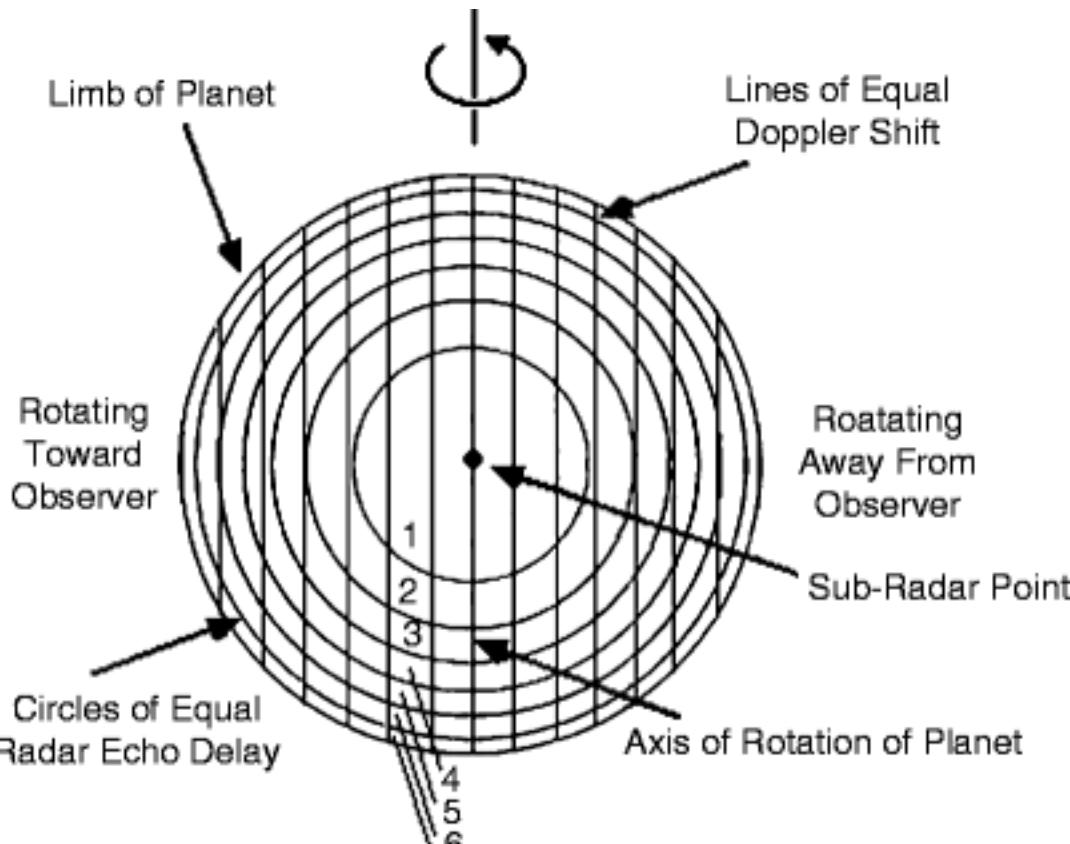 Limb of Planet
Lines of Equal
Doppler Shift
Rotating
Toward
Observer
Roatating
Away From
Observer
1
2
3
Sub-Radar Point
Circles of Equal
Radar Echo Delay
Axis of Rotation of Planet
4
5
6